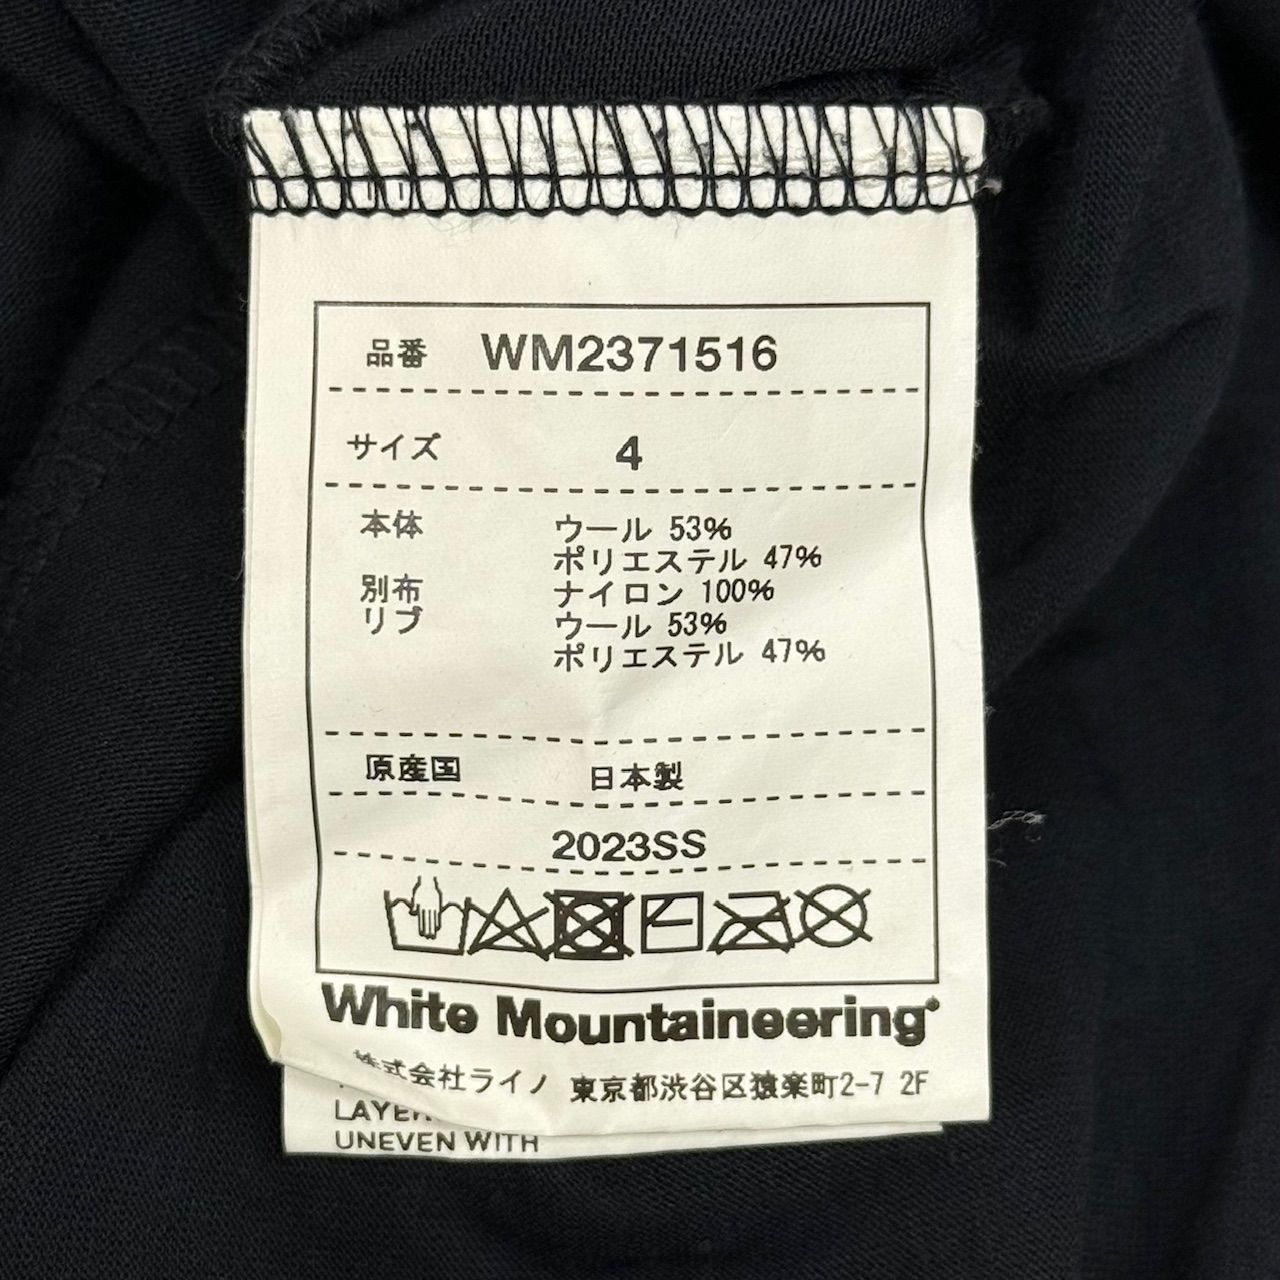 品番 WM2371516
サイズ 4
本体 ウール 53%
ポリエステル 47%
別布 ナイロン 100%
リブ ウール 53%
ポリエステル 47%
原産国 日本製
2023SS
White Mountaineering
株式会社ライノ 東京都渋谷区猿楽町2-7 2F
UNEVEN WITH